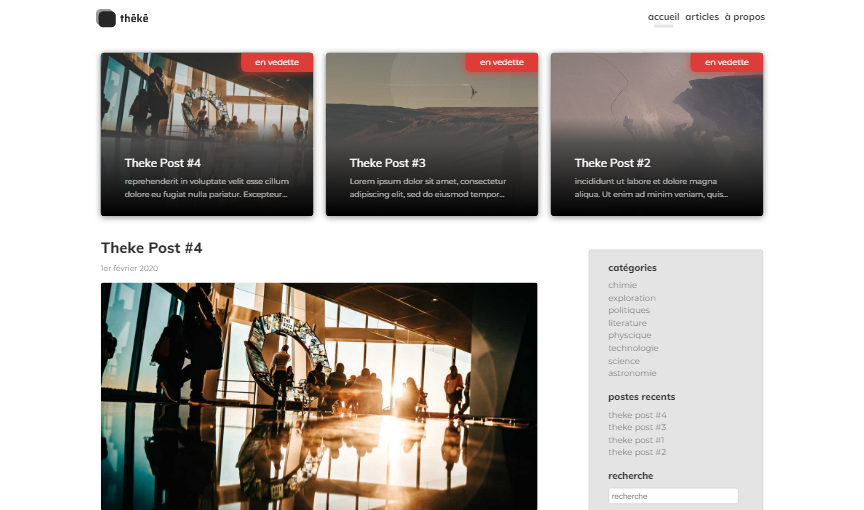 thēkē
accueil articles à propos
en vedette
Theke Post #4
reprehenderit in voluptate velit esse cillum
dolore eu fugiat nulla pariatur. Excepteur...
en vedette
Theke Post #3
Lorem ipsum dolor sit amet, consectetur
adipiscing elit, sed do eiusmod tempor...
en vedette
Theke Post #2
incididunt ut labore et dolore magna
aliqua. Ut enim ad minim veniam, quis...
Theke Post #4
1er février 2020
catégories
chimie
exploration
politiques
literature
physcique
technologie
science
astronomie
postes recents
theke post #4
theke post #3
theke post #1
theke post #2
recherche
recherche